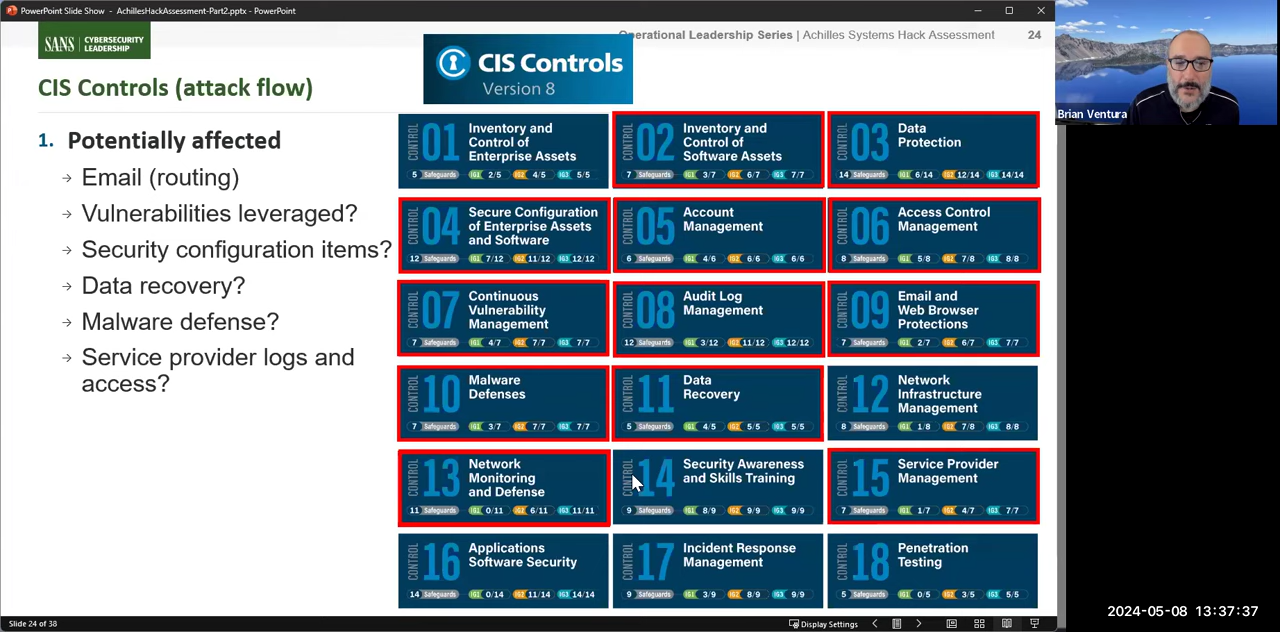 PowerPoint Slide Show - AchillesHackAssessment-Part2.pptx - PowerPoint
SANS | CYBERSECURITY LEADERSHIP
Operational Leadership Series | Achilles Systems Hack Assessment
24
CIS Controls (attack flow)
CIS Controls
Version 8
1. Potentially affected
→ Email (routing)
→ Vulnerabilities leveraged?
→ Security configuration items?
→ Data recovery?
→ Malware defense?
→ Service provider logs and
access?
CONTROL 01
Inventory and
Control of
Enterprise Assets
5 Safeguards IG1 2/5 IG2 4/5 IG3 5/5
CONTROL 02
Inventory and
Control of
Software Assets
7 Safeguards IG1 3/7 IG2 6/7 IG3 7/7
CONTROL 03
Data
Protection
14 Safeguards IG1 6/14 IG2 12/14 IG3 14/14
CONTROL 04
Secure Configuration
of Enterprise Assets
and Software
12 Safeguards IG1 7/12 IG2 11/12 IG3 12/12
CONTROL 05
Account
Management
6 Safeguards IG1 4/6 IG2 6/6 IG3 6/6
CONTROL 06
Access Control
Management
8 Safeguards IG1 5/8 IG2 7/8 IG3 8/8
CONTROL 07
Continuous
Vulnerability
Management
7 Safeguards IG1 4/7 IG2 7/7 IG3 7/7
CONTROL 08
Audit Log
Management
12 Safeguards IG1 3/12 IG2 11/12 IG3 12/12
CONTROL 09
Email and
Web Browser
Protections
7 Safeguards IG1 2/7 IG2 6/7 IG3 7/7
CONTROL 10
Malware
Defenses
7 Safeguards IG1 3/7 IG2 7/7 IG3 7/7
CONTROL 11
Data
Recovery
5 Safeguards IG1 4/5 IG2 5/5 IG3 5/5
CONTROL 12
Network
Infrastructure
Management
8 Safeguards IG1 1/8 IG2 7/8 IG3 8/8
CONTROL 13
Network
Monitoring
and Defense
11 Safeguards IG1 0/11 IG2 6/11 IG3 11/11
CONTROL 14
Security Awareness
and Skills Training
9 Safeguards IG1 8/9 IG2 9/9 IG3 9/9
CONTROL 15
Service Provider
Management
7 Safeguards IG1 1/7 IG2 4/7 IG3 7/7
CONTROL 16
Applications
Software Security
14 Safeguards IG1 0/14 IG2 11/14 IG3 14/14
CONTROL 17
Incident Response
Management
9 Safeguards IG1 3/9 IG2 9/9 IG3 9/9
CONTROL 18
Penetration
Testing
5 Safeguards IG1 0/5 IG2 3/5 IG3 5/5
Brian Ventura
2024-05-08 13:37:37
Slide 24 of 38
Display Settings